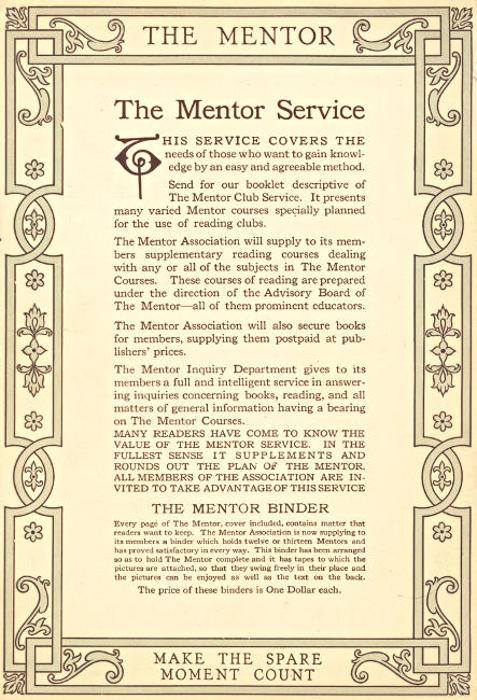 THE MENTOR
The Mentor Service
THIS SERVICE COVERS THE
needs of those who want to gain knowl-
edge by an easy and agreeable method.
Send for our booklet descriptive of
The Mentor Club Service. It presents
many varied Mentor courses specially planned
for the use of reading clubs.
The Mentor Association will supply to its mem-
bers supplementary reading courses dealing
with any or all of the subjects in The Mentor
Courses. These courses of reading are prepared
under the direction of the Advisory Board of
The Mentor—all of them prominent educators.
The Mentor Association will also secure books
for members, supplying them postpaid at pub-
lishers' prices.
The Mentor Inquiry Department gives to its
members a full and intelligent service in answer-
ing inquiries concerning books, reading, and all
matters of general information having a bearing
on The Mentor Courses.
MANY READERS HAVE COME TO KNOW THE
VALUE OF THE MENTOR SERVICE. IN THE
FULLEST SENSE IT SUPPLEMENTS AND
ROUNDS OUT THE PLAN OF THE MENTOR.
ALL MEMBERS OF THE ASSOCIATION ARE IN-
VITED TO TAKE ADVANTAGE OF THIS SERVICE
THE MENTOR BINDER
Every page of The Mentor, cover included, contains matter that
readers want to keep. The Mentor Association is now supplying to
its members a binder which holds twelve or thirteen Mentors and
has proved satisfactory in every way. This binder has been arranged
so as to hold The Mentor complete and it has tapes to which the
pictures are attached, so that they swing freely in their place and
the pictures can be enjoyed as well as the text on the back.
The price of these binders is One Dollar each.
MAKE THE SPARE
MOMENT COUNT